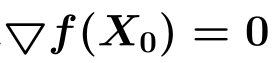 ▽f(X₀) = 0